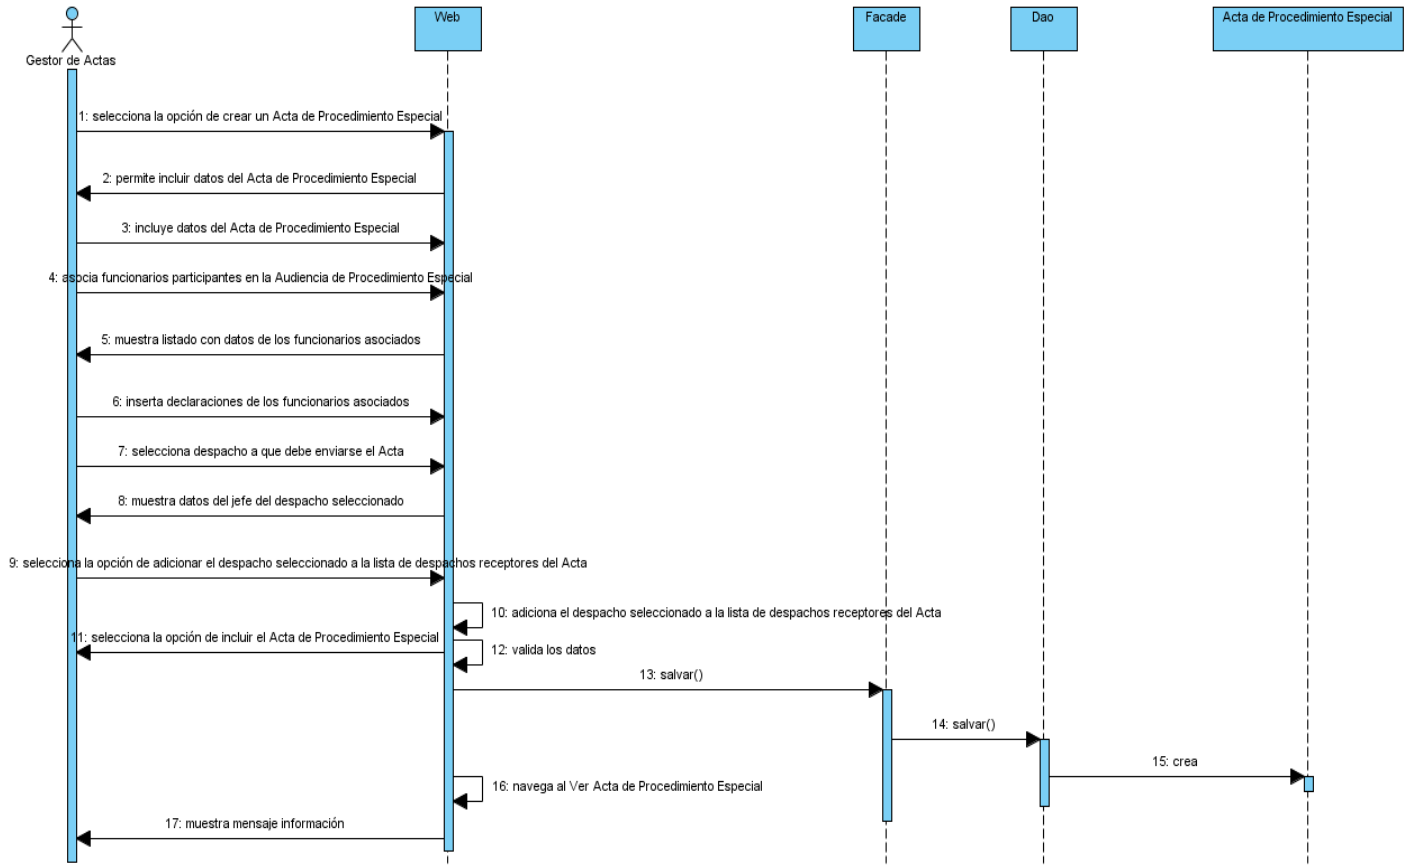 Web
Facade
Dao
Acta de Procedimiento Especial
Gestor de Actas
1: selecciona la opción de crear un Acta de Procedimiento Especial
2: permite incluir datos del Acta de Procedimiento Especial
3: incluye datos del Acta de Procedimiento Especial
4: asocia funcionarios participantes en la Audiencia de Procedimiento Especial
5: muestra listado con datos de los funcionarios asociados
6: inserta declaraciones de los funcionarios asociados
7: selecciona despacho a que debe enviarse el Acta
8: muestra datos del jefe del despacho seleccionado
9: selecciona la opción de adicionar el despacho seleccionado a la lista de despachos receptores del Acta
10: adiciona el despacho seleccionado a la lista de despachos receptores del Acta
11: selecciona la opción de incluir el Acta de Procedimiento Especial
12: valida los datos
13: salvar()
14: salvar()
15: crea
16: navega al Ver Acta de Procedimiento Especial
17: muestra mensaje información